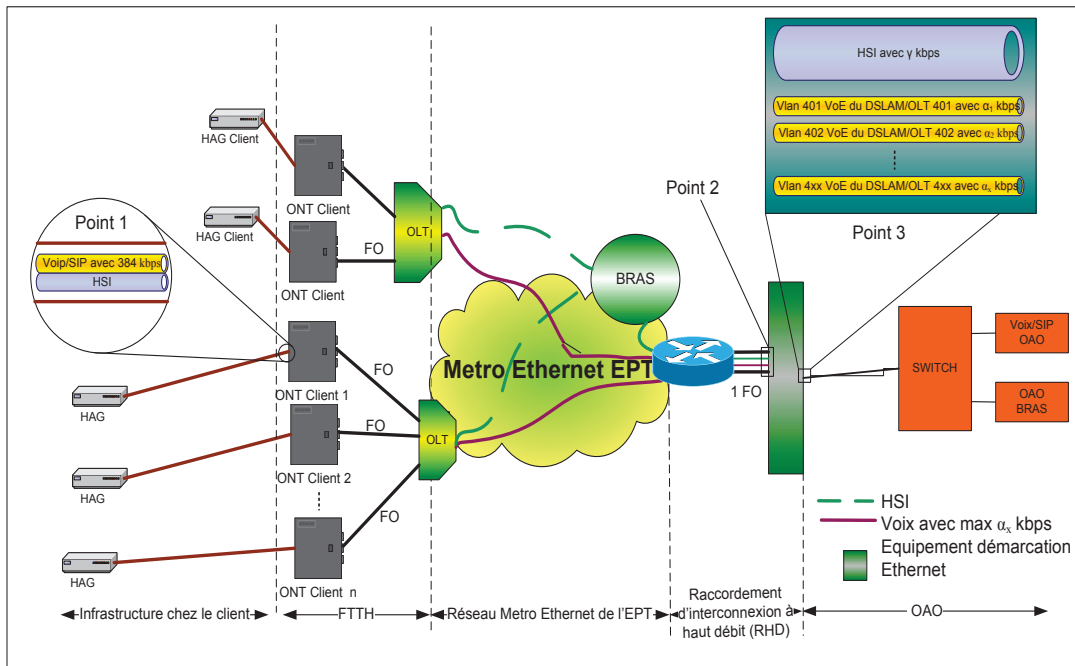 HSI avec γ kbps
Vlan 401 VoE du DSLAM/OLT 401 avec α₁ kbps
Vlan 402 VoE du DSLAM/OLT 402 avec α₂ kbps
Vlan 4xx VoE du DSLAM/OLT 4xx avec αₓ kbps
HAG Client
ONT Client
HAG Client
ONT Client
FO
OLT
Point 1
Voip/SIP avec 384 kbps
HSI
BRAS
Point 2
Point 3
Metro Ethernet EPT
1 FO
SWITCH
Voix/SIP
OAO
OAO
BRAS
HAG
ONT Client 1
FO
FO
OLT
HAG
ONT Client 2
FO
HAG
ONT Client n
HSI
Voix avec max αₓ kbps
Equipement démarcation
Ethernet
Infrastructure chez le client
FTTH
Réseau Metro Ethernet de l'EPT
Raccordement
d'interconnexion à
haut débit (RHD)
OAO